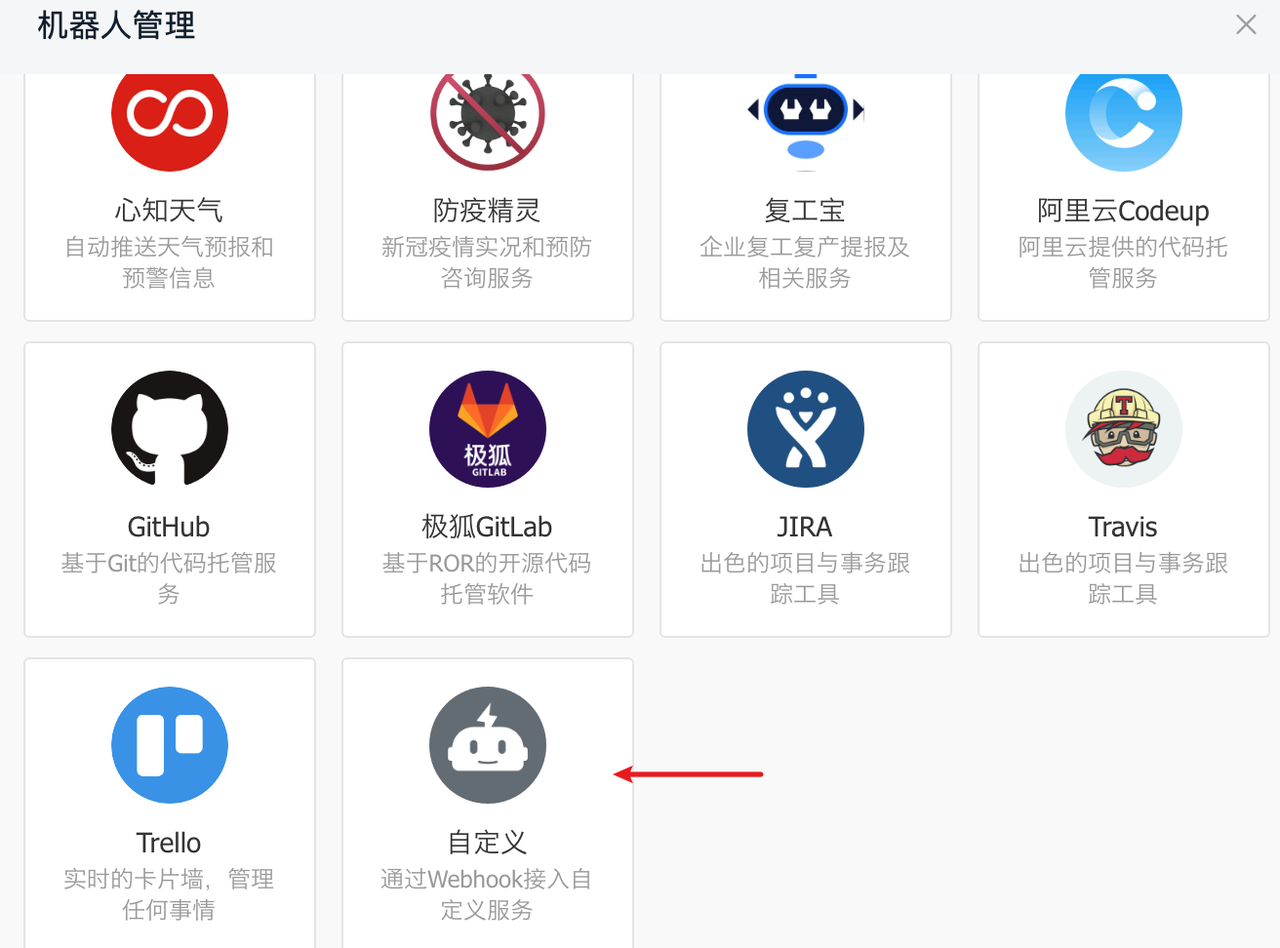 机器人管理
心知天气
自动推送天气预报和
预警信息
防疫精灵
新冠疫情实况和预防
咨询服务
复工宝
企业复工复产提报及
相关服务
阿里云Codeup
阿里云提供的代码托
管服务
极狐
GITLAB
T
GitHub
基于Git的代码托管服
务
极狐GitLab
基于ROR的开源代码
托管软件
JIRA
出色的项目与事务跟
踪工具
Travis
出色的项目与事务跟
踪工具
Trello
实时的卡片墙，管理
任何事情
自定义
通过Webhook接入自
定义服务